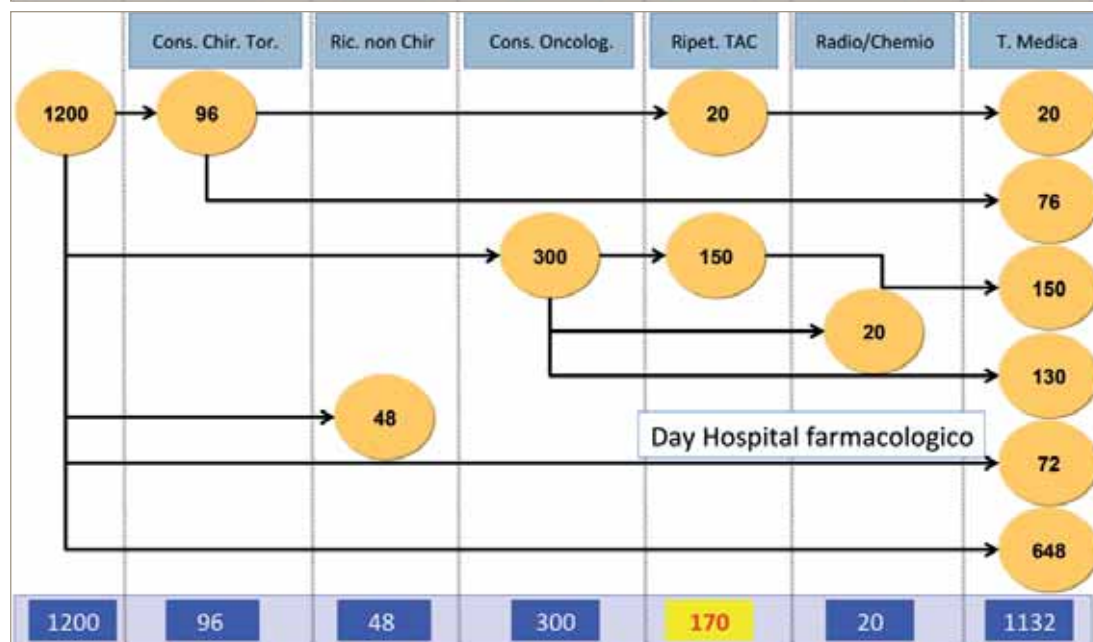 Cons. Chir. Tor. Ric. non Chir Cons. Oncolog. Ripet. TAC Radio/Chemio T. Medica
1200 96 20 20
76
300 150 150
20
130
48
Day Hospital farmacologico
72
648
1200 96 48 300 170 20 1132